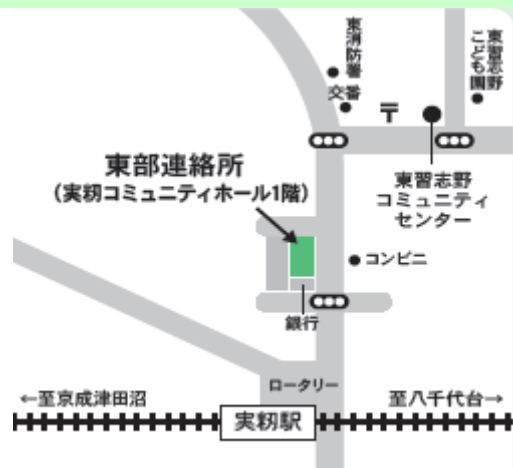 東消防署
交番
〒
東習志野
こども園
東部連絡所
(実籾コミュニティホール1階)
東習志野
コミュニティ
センター
コンビニ
銀行
ロータリー
←至京成津田沼
至八千代台→
実籾駅